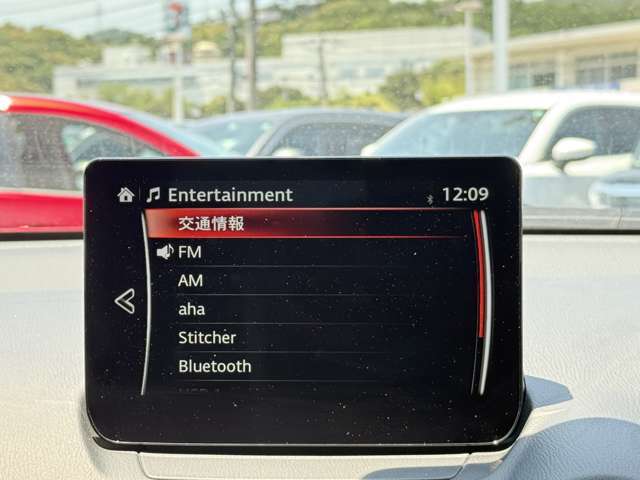 Entertainment 12:09
交通情報
FM
AM
aha
Stitcher
Bluetooth